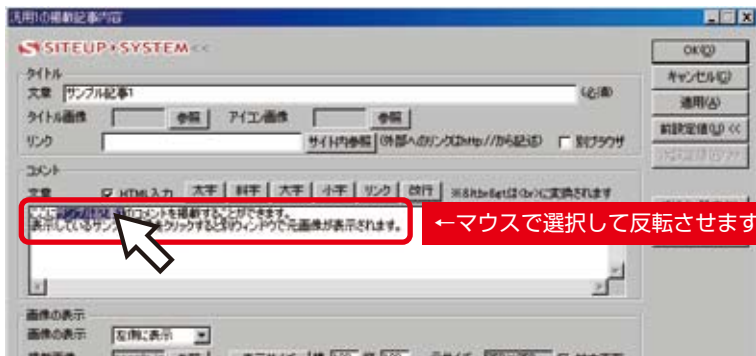 汎用1の掲載記事内容
SITEUP・SYSTEM<<
OK(O)
タイトル
キャンセル(C)
文章 サンプル記事1 (必須)
適用(A)
タイトル画像 参照 アイコン画像 参照
前設定値(U) <<
リンク サイト内参照 (外部へのリンクはhttp://から記述) 別ブラウザ
コメント
文章 HTML入力 太字 斜字 大字 小字 リンク 改行
のコメントを掲載することができます。
表示しているサン をクリックすると別ウィンドウで元画像が表示されます。
←マウスで選択して反転させます
画像の表示
画像の表示 左側に表示